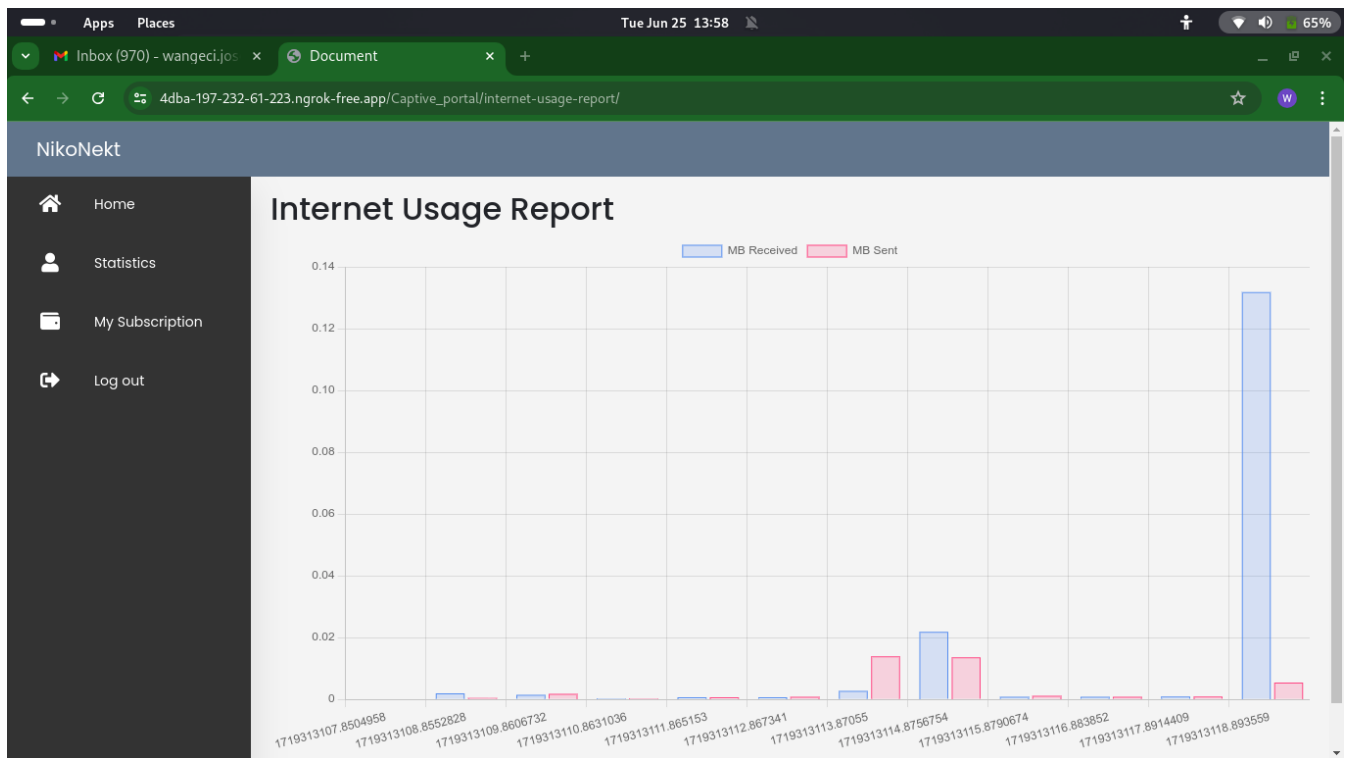 Apps Places Tue Jun 25 13:58 65%
Inbox (970) - wangeci.jos Document
4dba-197-232-61-223.ngrok-free.app/Captive_portal/internet-usage-report/ W
NikoNekt
Home
Statistics
My Subscription
Log out
Internet Usage Report
MB Received MB Sent
0.14
0.12
0.10
0.08
0.06
0.04
0.02
0
1719313107.8504958
1719313108.8552828
1719313109.8606732
1719313110.8631036
1719313111.865153
1719313112.867341
1719313113.87055
1719313114.8756754
1719313115.8790674
1719313116.883852
1719313117.8914409
1719313118.893559